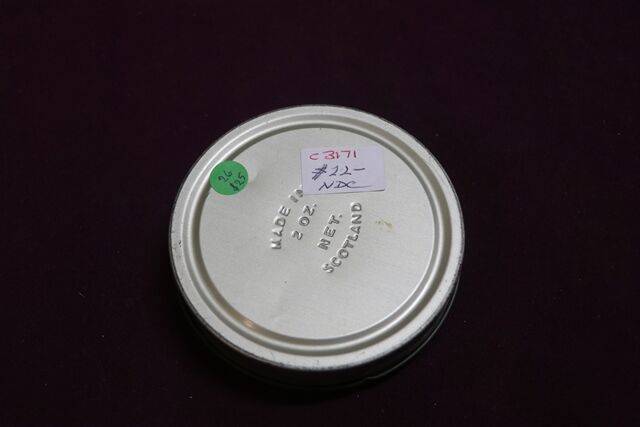 C3171
$22-
NDC
26
$25
MADE IN
2 OZ. NET.
SCOTLAND